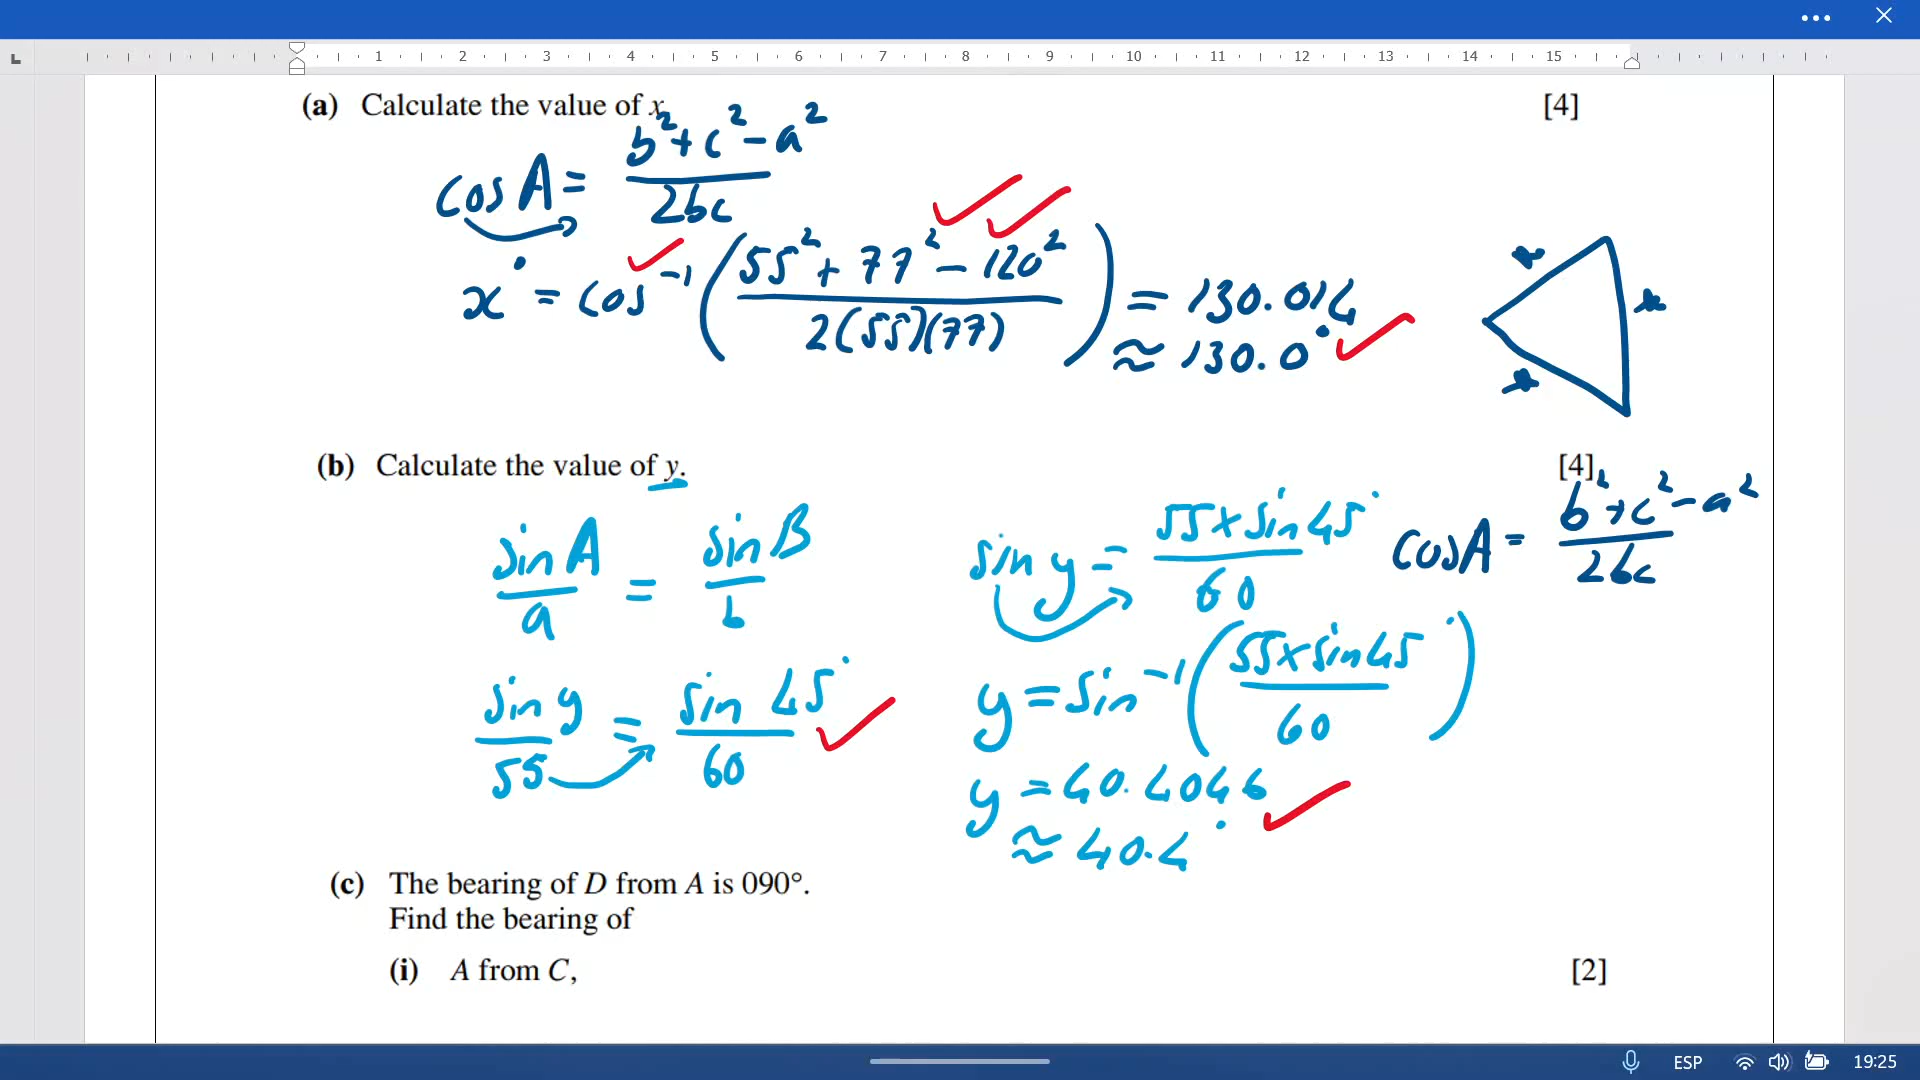 1 2 3 4 5 6 7 8 9 10 11 12 13 14 15
(a) Calculate the value of x [4]
cos A = b² + c² - a² / 2bc
x° = cos⁻¹ ( 55² + 77² - 120² / 2(55)(77) ) = 130.014
≈ 130.0°
(b) Calculate the value of y. [4]
sin A / a = sin B / b
sin y / 55 = sin 45° / 60
sin y = 55 × sin 45° / 60
y = sin⁻¹ ( 55 × sin 45° / 60 )
y = 40.4046
≈ 40.4°
cos A = b² + c² - a² / 2bc
(c) The bearing of D from A is 090°.
Find the bearing of
(i) A from C, [2]
ESP 19:25